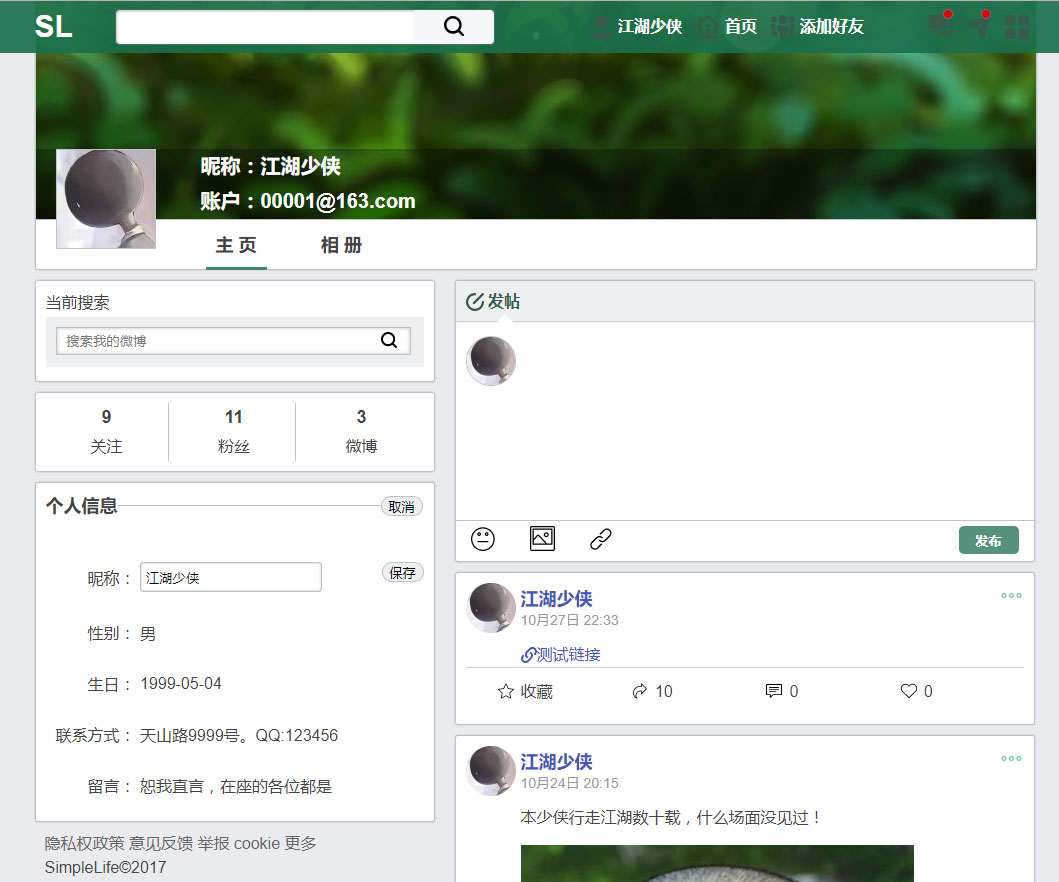 SL
江湖少侠 首页 添加好友
昵称：江湖少侠
账户：00001@163.com
主页 相册
当前搜索
搜索我的微博
9 11 3
关注 粉丝 微博
个人信息 取消
昵称： 江湖少侠 保存
性别： 男
生日： 1999-05-04
联系方式： 天山路9999号。QQ:123456
留言： 恕我直言，在座的各位都是
隐私权政策 意见反馈 举报 cookie 更多
SimpleLife©2017
发帖
发布
江湖少侠
10月27日 22:33
测试链接
收藏 10 0 0
江湖少侠
10月24日 20:15
本少侠行走江湖数十载，什么场面没见过！